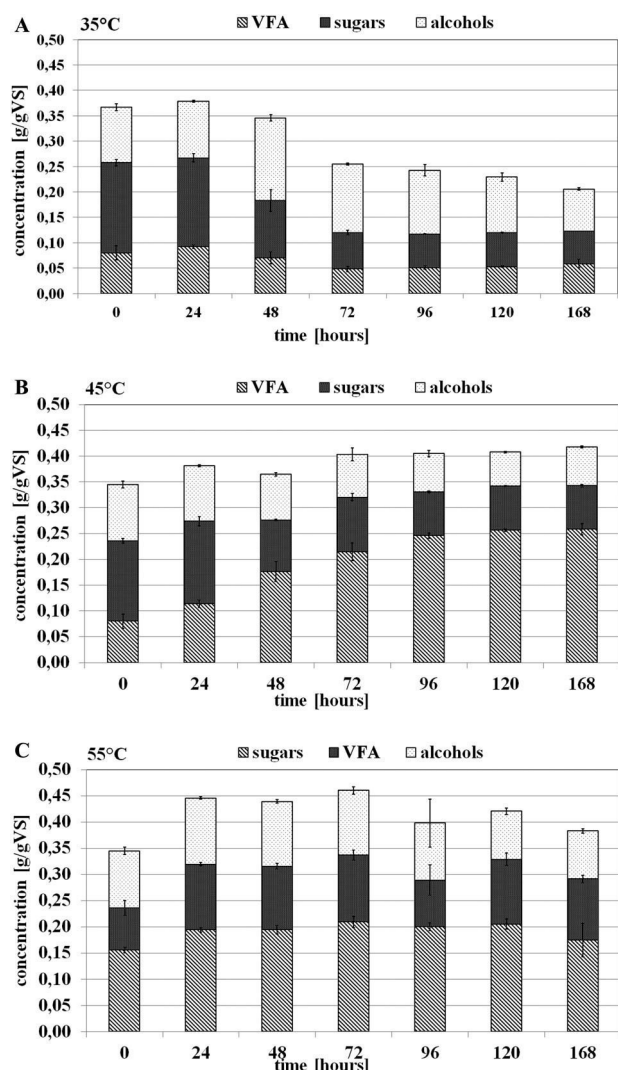 A 35°C VFA sugars alcohols
0,50
0,45
0,40
0,35
0,30
0,25
0,20
0,15
0,10
0,05
0,00
concentration [g/gVS]
0 24 48 72 96 120 168
time [hours]
B 45°C VFA sugars alcohols
0,50
0,45
0,40
0,35
0,30
0,25
0,20
0,15
0,10
0,05
0,00
concentration [g/gVS]
0 24 48 72 96 120 168
time [hours]
C 55°C sugars VFA alcohols
0,50
0,45
0,40
0,35
0,30
0,25
0,20
0,15
0,10
0,05
0,00
concentration [g/gVS]
0 24 48 72 96 120 168
time [hours]